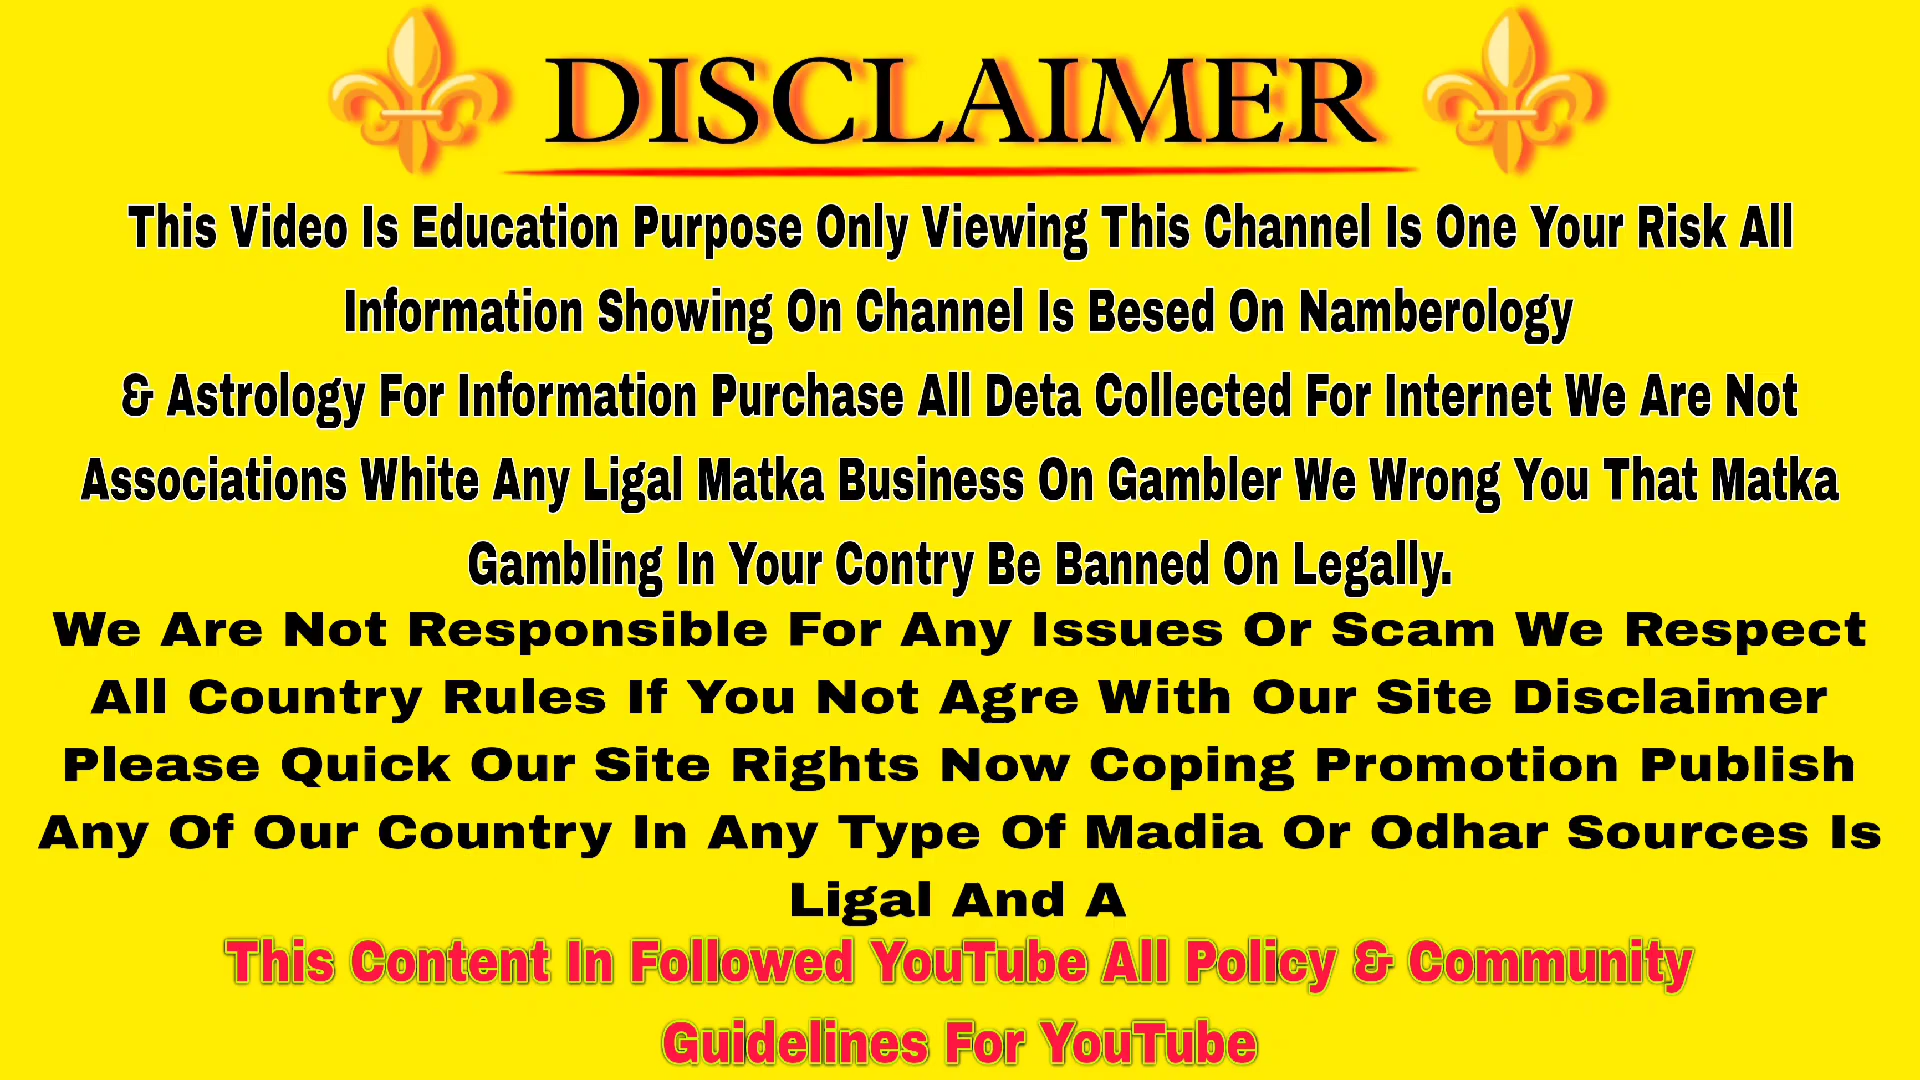 DISCLAIMER
This Video Is Education Purpose Only Viewing This Channel Is One Your Risk All
Information Showing On Channel Is Besed On Namberology
& Astrology For Information Purchase All Deta Collected For Internet We Are Not
Associations White Any Ligal Matka Business On Gambler We Wrong You That Matka
Gambling In Your Contry Be Banned On Legally.
We Are Not Responsible For Any Issues Or Scam We Respect
All Country Rules If You Not Agre With Our Site Disclaimer
Please Quick Our Site Rights Now Coping Promotion Publish
Any Of Our Country In Any Type Of Madia Or Odhar Sources Is
Ligal And A
This Content In Followed YouTube All Policy & Community
Guidelines For YouTube